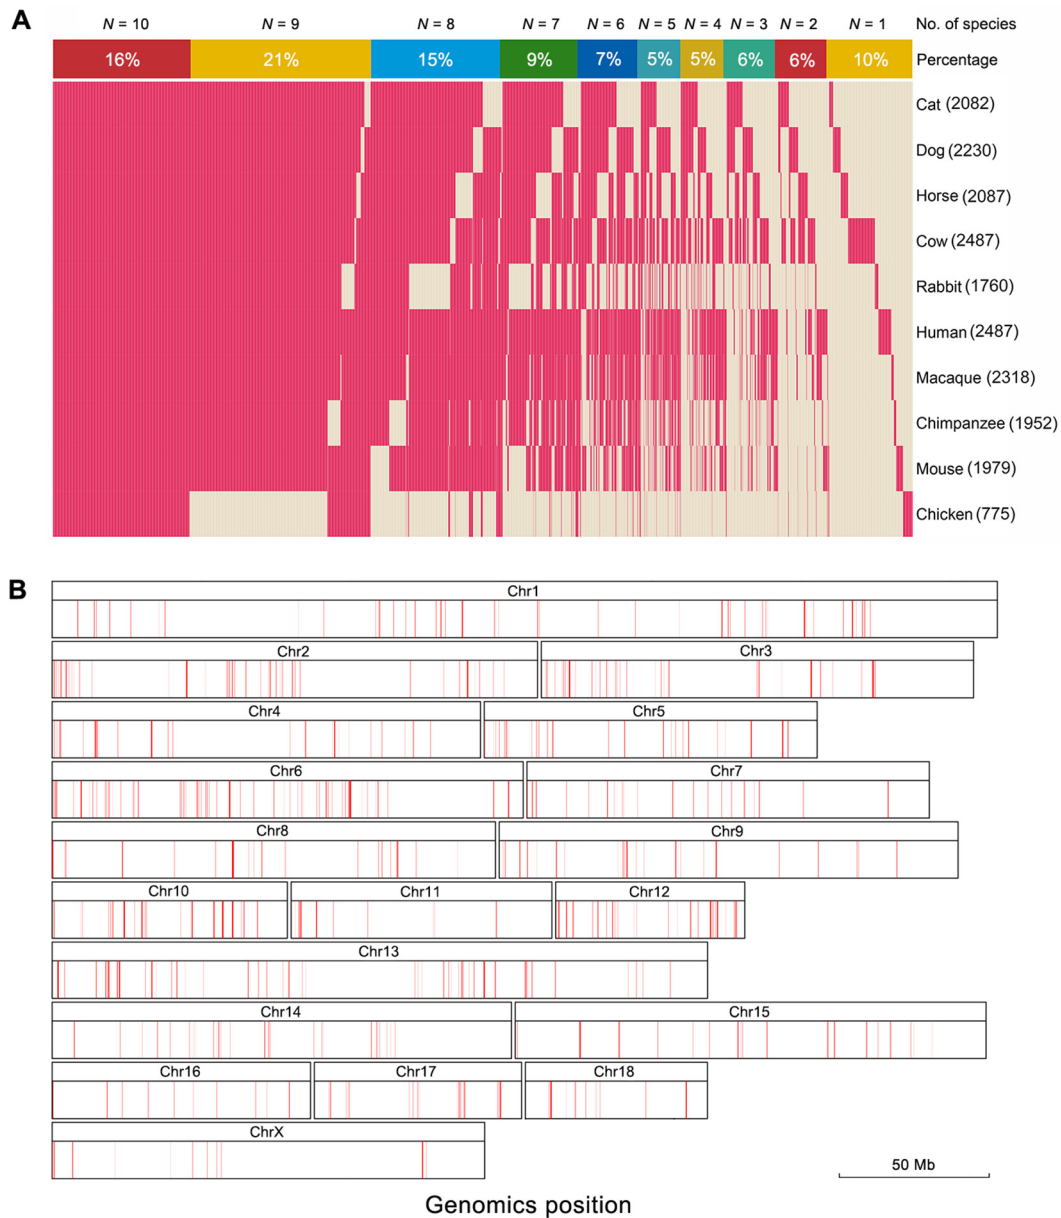 A
N = 10 N = 9 N = 8 N = 7 N = 6 N = 5 N = 4 N = 3 N = 2 N = 1 No. of species
16% 21% 15% 9% 7% 5% 5% 6% 6% 10% Percentage
Cat (2082)
Dog (2230)
Horse (2087)
Cow (2487)
Rabbit (1760)
Human (2487)
Macaque (2318)
Chimpanzee (1952)
Mouse (1979)
Chicken (775)
B
Chr1
Chr2 Chr3
Chr4 Chr5
Chr6 Chr7
Chr8 Chr9
Chr10 Chr11 Chr12
Chr13
Chr14 Chr15
Chr16 Chr17 Chr18
ChrX
50 Mb
Genomics position